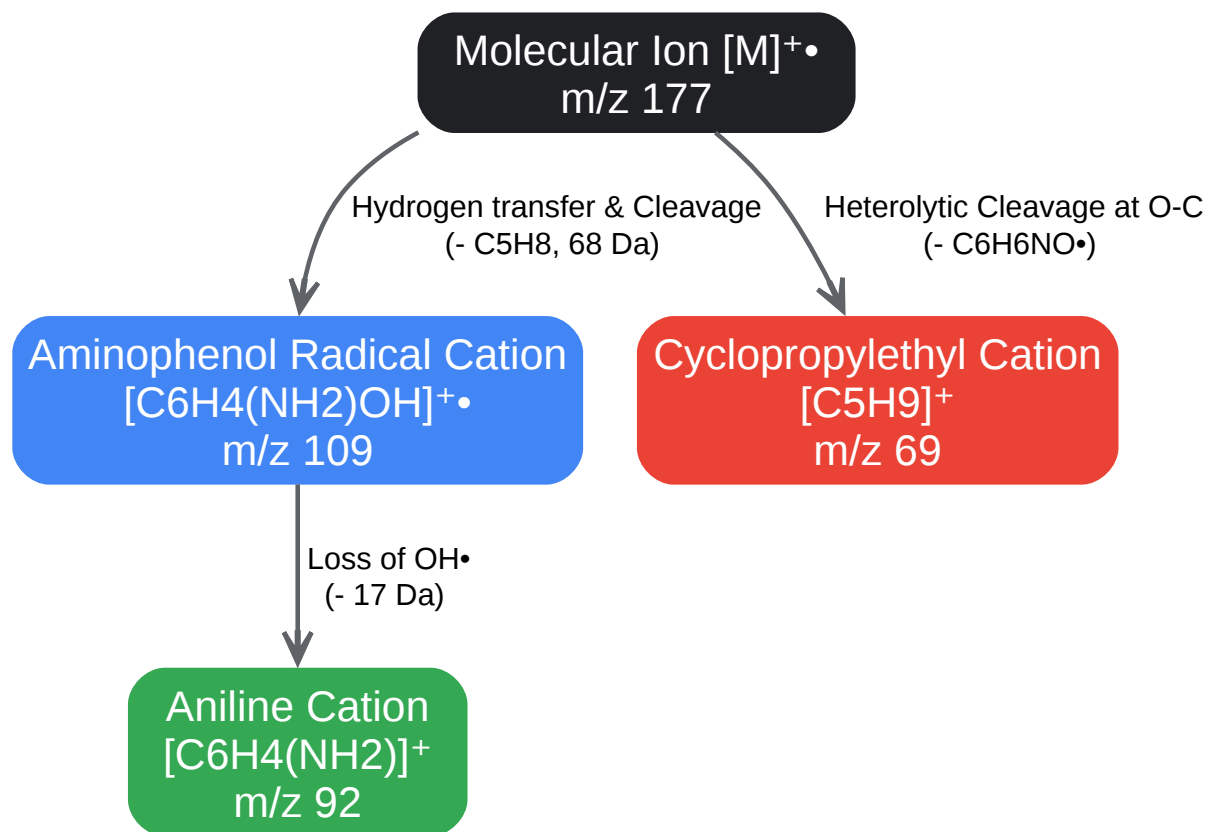 Molecular Ion [M]⁺•
m/z 177
Hydrogen transfer & Cleavage
(- C5H8, 68 Da)
Heterolytic Cleavage at O-C
(- C6H6NO•)
Aminophenol Radical Cation
[C6H4(NH2)OH]⁺•
m/z 109
Cyclopropylethyl Cation
[C5H9]⁺
m/z 69
Loss of OH•
(- 17 Da)
Aniline Cation
[C6H4(NH2)]⁺
m/z 92